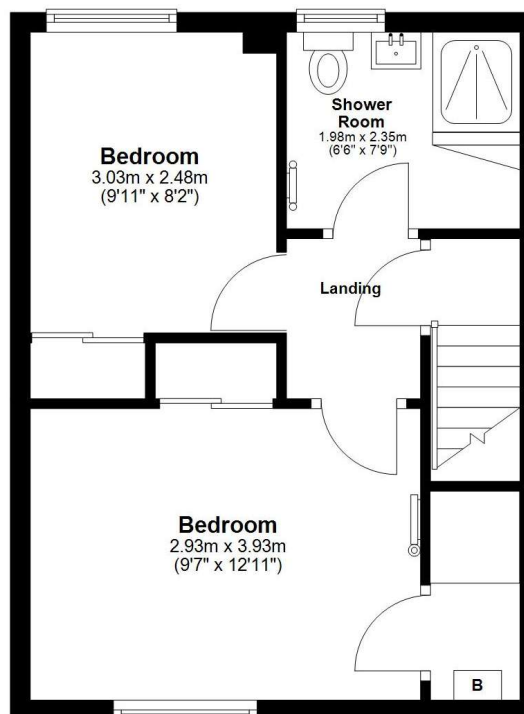 Shower
Room
1.98m x 2.35m
(6'6" x 7'9")
Bedroom
3.03m x 2.48m
(9'11" x 8'2")
Landing
Bedroom
2.93m x 3.93m
(9'7" x 12'11")
B